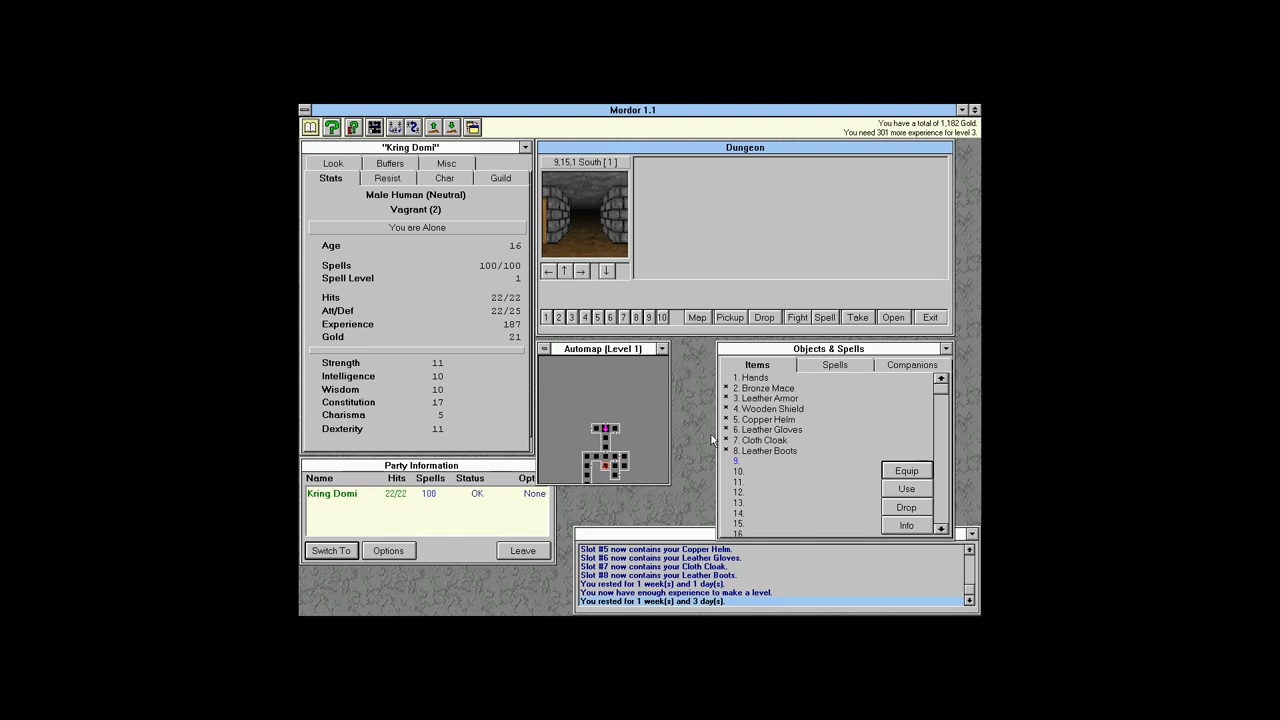 Mordor 1.1
You have a total of 1,182 Gold.
You need 301 more experience for level 3.
"Kring Domi"
Look Buffers Misc
Stats Resist. Char Guild
Male Human (Neutral)
Vagrant (2)
You are Alone
Age 16
Spells 100/100
Spell Level 1
Hits 22/22
Att/Def 22/25
Experience 187
Gold 21
Strength 11
Intelligence 10
Wisdom 10
Constitution 17
Charisma 5
Dexterity 11
Party Information
Name Hits Spells Status Opt
Kring Domi 22/22 100 OK None
Switch To Options Leave
Dungeon
9,15,1 South [ 1 ]
1 2 3 4 5 6 7 8 9 10 Map Pickup Drop Fight Spell Take Open Exit
Automap (Level 1)
Objects & Spells
Items Spells Companions
1. Hands
× 2. Bronze Mace
× 3. Leather Armor
× 4. Wooden Shield
× 5. Copper Helm
× 6. Leather Gloves
× 7. Cloth Cloak
× 8. Leather Boots
9.
10.
11.
12.
13.
14.
15.
16
Equip
Use
Drop
Info
Slot #5 now contains your Copper Helm.
Slot #6 now contains your Leather Gloves.
Slot #7 now contains your Cloth Cloak.
Slot #8 now contains your Leather Boots.
You rested for 1 week(s) and 1 day(s).
You now have enough experience to make a level.
You rested for 1 week(s) and 3 day(s).